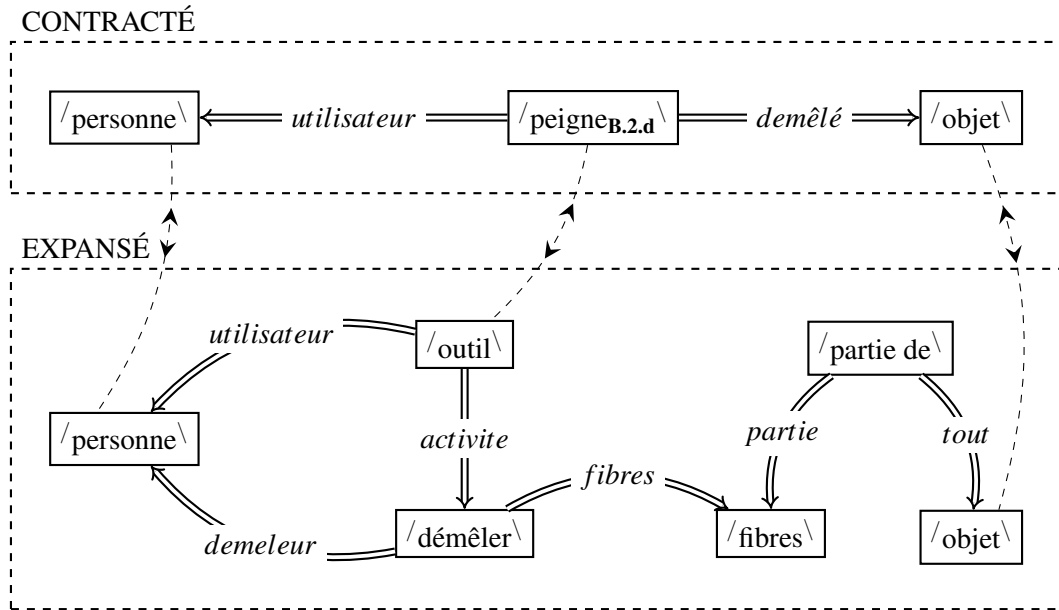 CONTRACTÉ
/personne\ utilisateur /peigneB.2.d\ demêlé /objet\
EXPANSÉ
utilisateur /outil\ /partie de\
/personne\ activite partie tout
fibres
demeleur /démêler\ /fibres\ /objet\